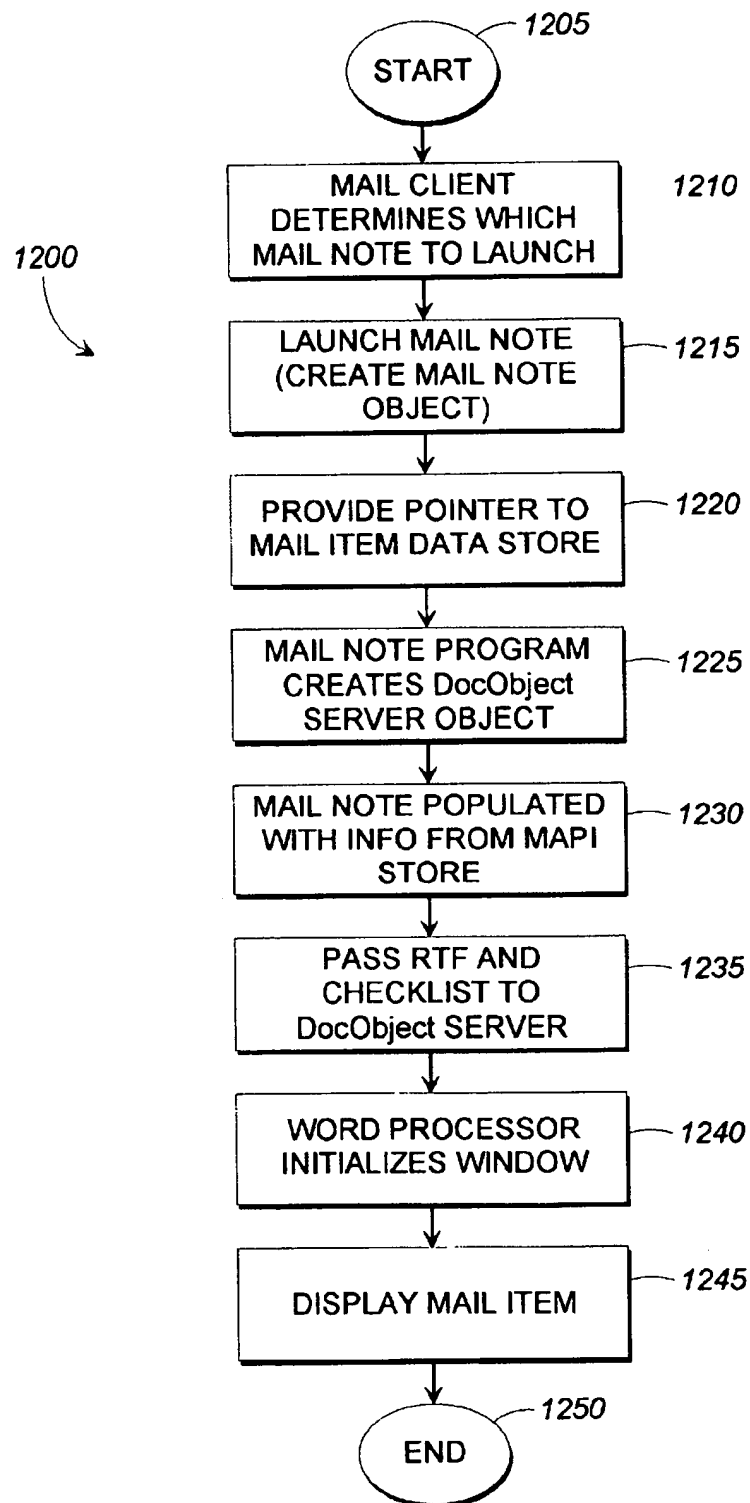 1205
START
MAIL CLIENT
DETERMINES WHICH
MAIL NOTE TO LAUNCH
1210
1200
LAUNCH MAIL NOTE
(CREATE MAIL NOTE
OBJECT)
1215
PROVIDE POINTER TO
MAIL ITEM DATA STORE
1220
MAIL NOTE PROGRAM
CREATES DocObject
SERVER OBJECT
1225
MAIL NOTE POPULATED
WITH INFO FROM MAPI
STORE
1230
PASS RTF AND
CHECKLIST TO
DocObject SERVER
1235
WORD PROCESSOR
INITIALIZES WINDOW
1240
DISPLAY MAIL ITEM
1245
1250
END